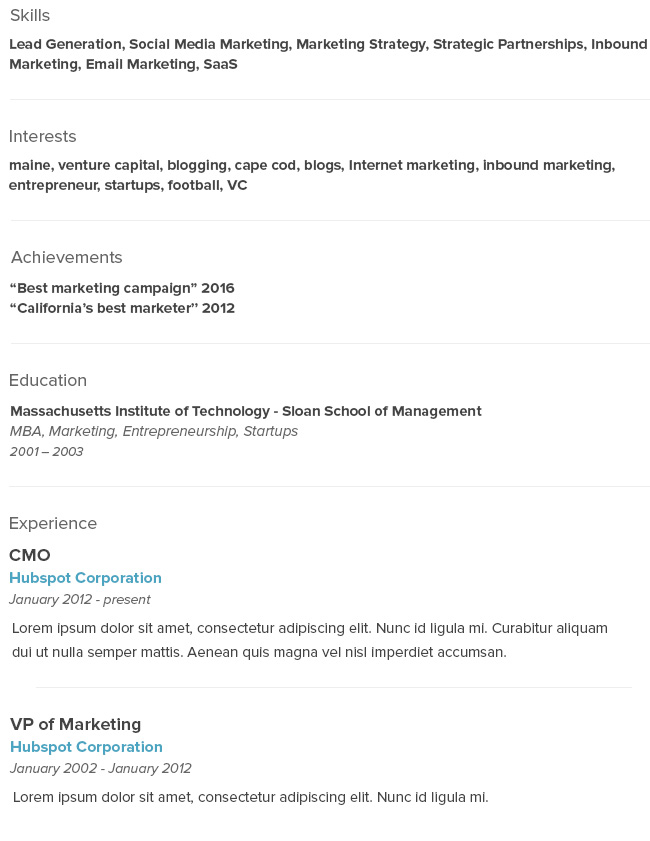 Skills
Lead Generation, Social Media Marketing, Marketing Strategy, Strategic Partnerships, Inbound
Marketing, Email Marketing, SaaS
Interests
maine, venture capital, blogging, cape cod, blogs, Internet marketing, inbound marketing,
entrepreneur, startups, football, VC
Achievements
“Best marketing campaign” 2016
“California’s best marketer’’ 2012
Education
Massachusetts Institute of Technology - Sloan School of Management
MBA, Marketing, Entrepreneurship, Startups
2001 – 2003
Experience
CMO
Hubspot Corporation
January 2012 - present
Lorem ipsum dolor sit amet, consectetur adipiscing elit. Nunc id ligula mi. Curabitur aliquam
dui ut nulla semper mattis. Aenean quis magna vel nisl imperdiet accumsan.
VP of Marketing
Hubspot Corporation
January 2002 - January 2012
Lorem ipsum dolor sit amet, consectetur adipiscing elit. Nunc id ligula mi.